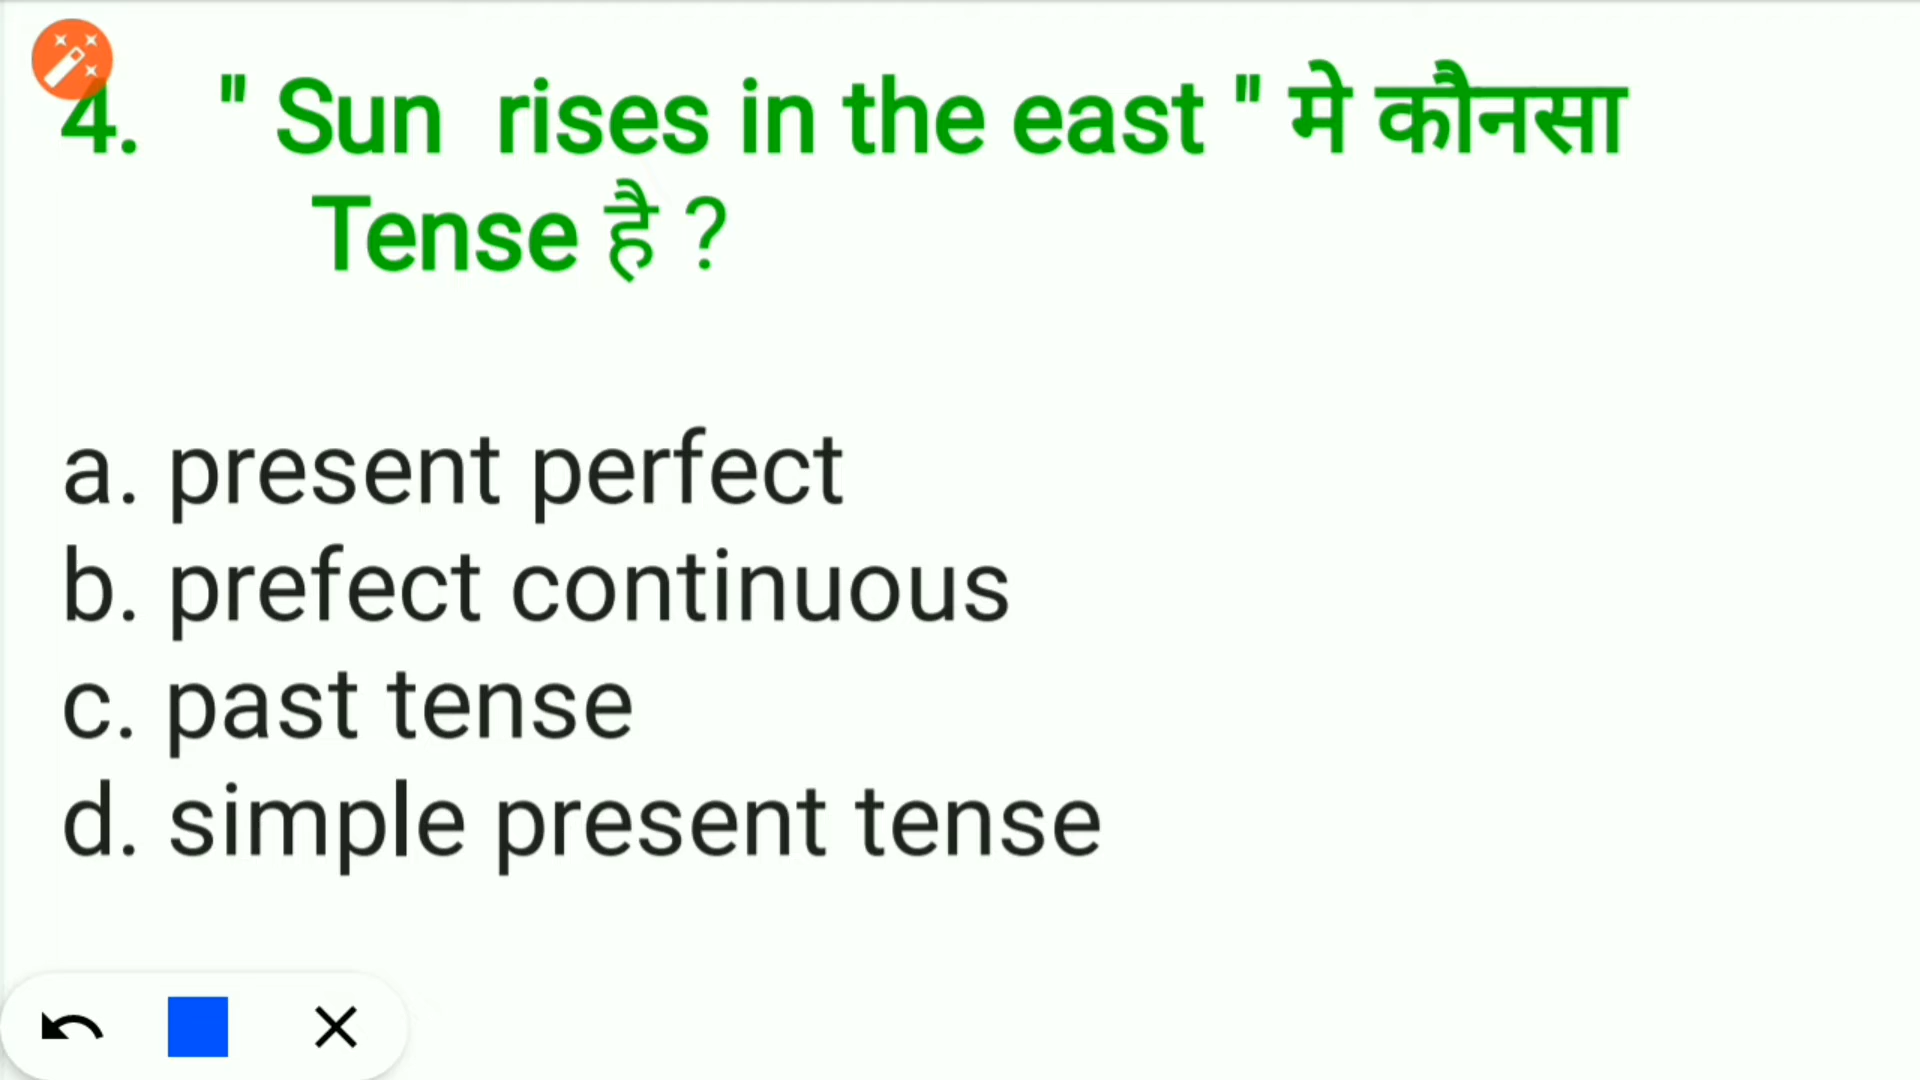 4. " Sun rises in the east " मे कौनसा
Tense है ?
a. present perfect
b. prefect continuous
c. past tense
d. simple present tense